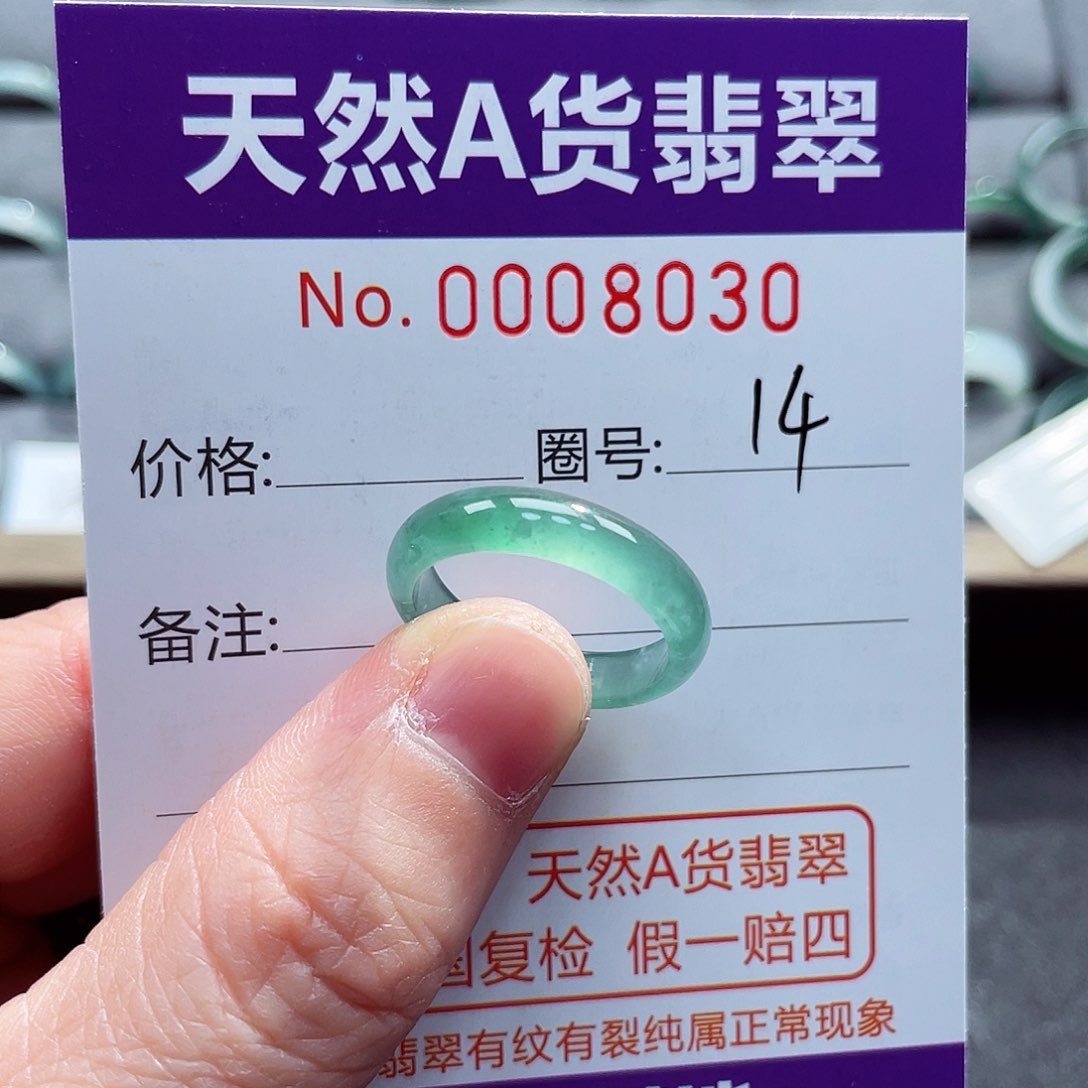 天然A货翡翠
No. 0008030
价格: 圈号: 14
备注:
天然A货翡翠
国复检 假一赔四
翡翠有纹有裂纯属正常现象